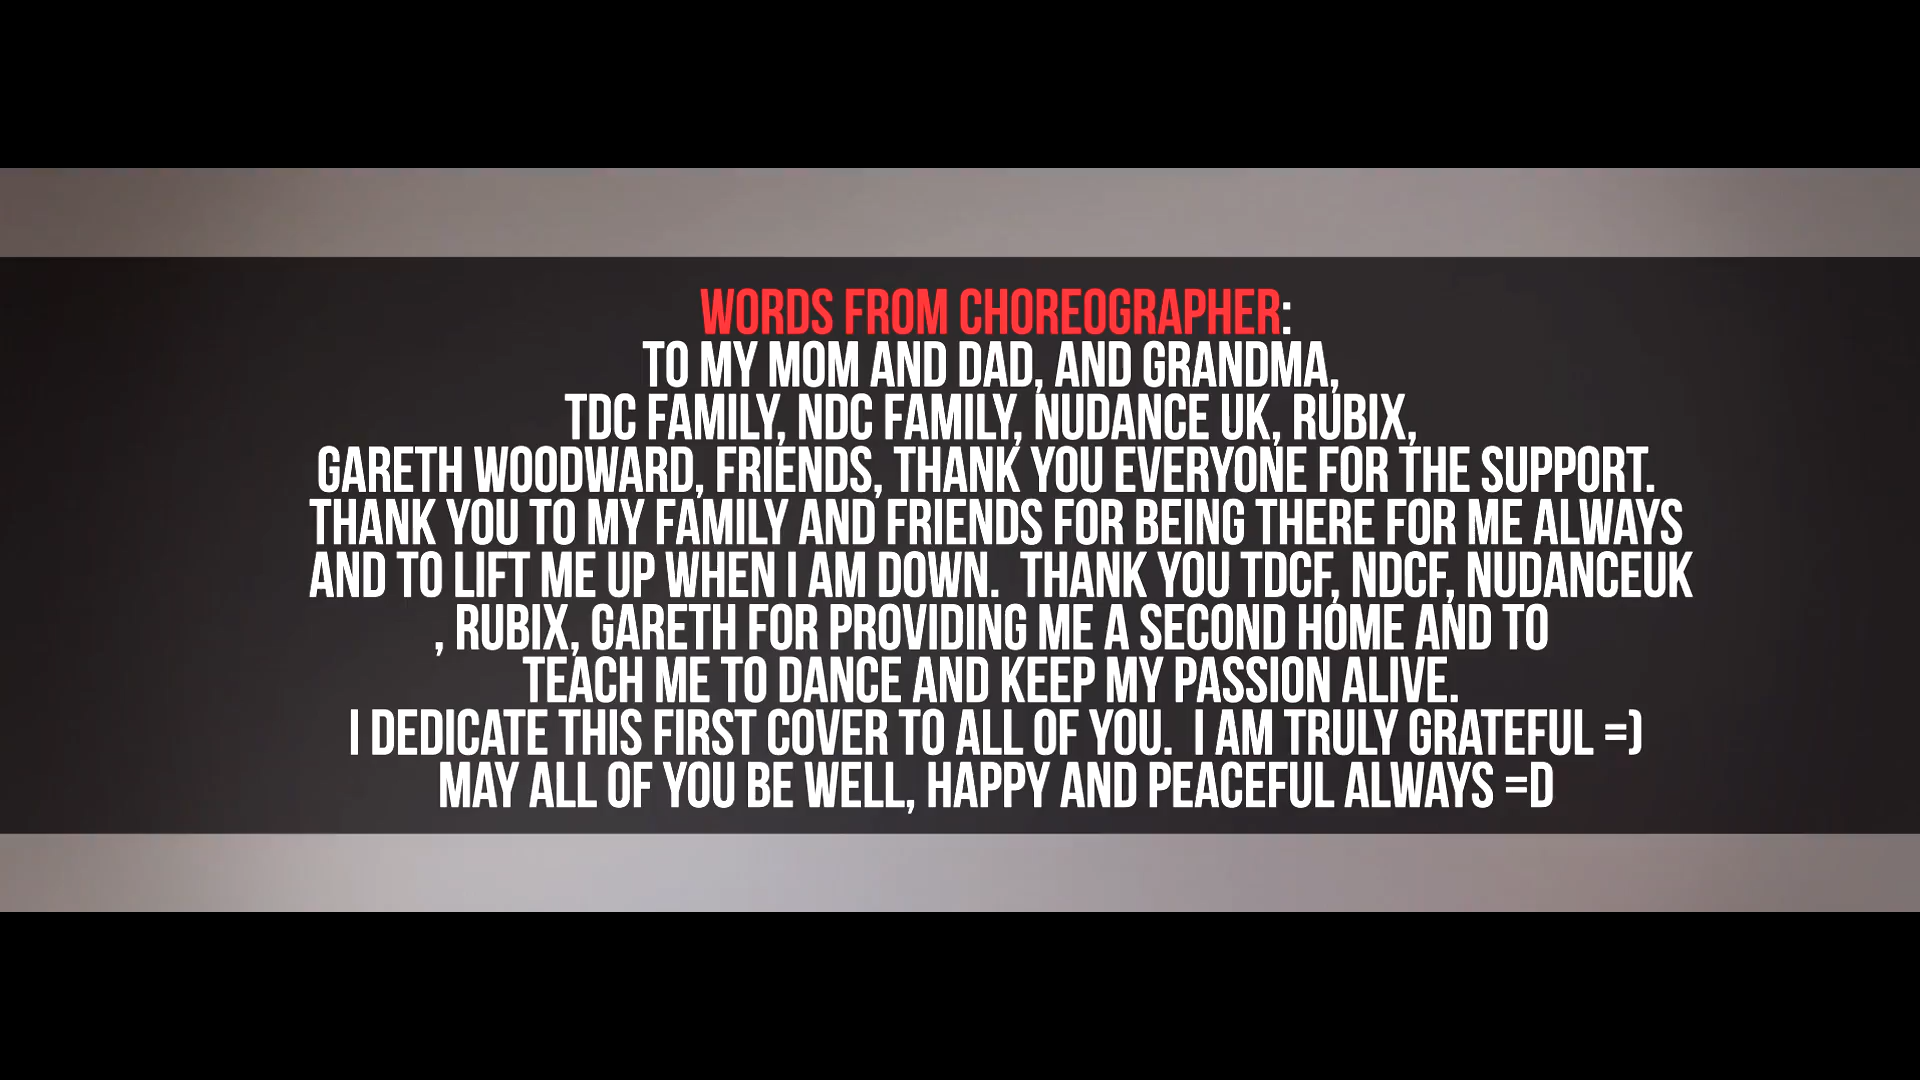 WORDS FROM CHOREOGRAPHER:
TO MY MOM AND DAD, AND GRANDMA,
TDC FAMILY, NDC FAMILY, NUDANCE UK, RUBIX,
GARETH WOODWARD, FRIENDS, THANK YOU EVERYONE FOR THE SUPPORT.
THANK YOU TO MY FAMILY AND FRIENDS FOR BEING THERE FOR ME ALWAYS
AND TO LIFT ME UP WHEN I AM DOWN.  THANK YOU TDCF, NDCF, NUDANCEUK
, RUBIX, GARETH FOR PROVIDING ME A SECOND HOME AND TO
TEACH ME TO DANCE AND KEEP MY PASSION ALIVE.
I DEDICATE THIS FIRST COVER TO ALL OF YOU.  I AM TRULY GRATEFUL =)
MAY ALL OF YOU BE WELL, HAPPY AND PEACEFUL ALWAYS =D